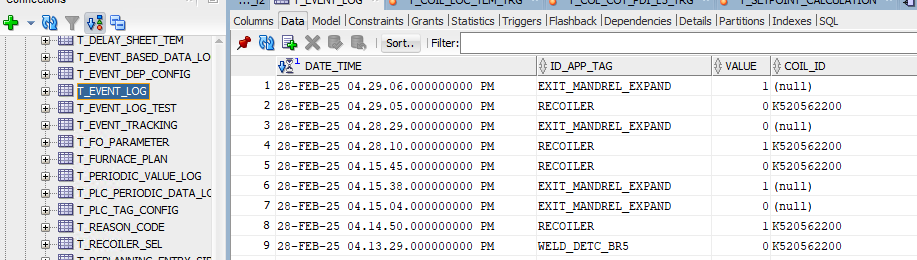 Connections
T_EVENT_LOG
T_COIL_LOC_TEM_TRG
T_SETPOINT_CALCULATION
Columns Data Model Constraints Grants Statistics Triggers Flashback Dependencies Details Partitions Indexes SQL
Sort.. Filter:
T_DELAY_SHEET_TEM
T_EVENT_BASED_DATA_LO
T_EVENT_DEP_CONFIG
T_EVENT_LOG
T_EVENT_LOG_TEST
T_EVENT_TRACKING
T_FO_PARAMETER
T_FURNACE_PLAN
T_PERIODIC_VALUE_LOG
T_PLC_PERIODIC_DATA_LO
T_PLC_TAG_CONFIG
T_REASON_CODE
T_RECOILER_SEL
DATE_TIME ID_APP_TAG VALUE COIL_ID
1 28-FEB-25 04.29.06.000000000 PM EXIT_MANDREL_EXPAND 1 (null)
2 28-FEB-25 04.29.05.000000000 PM RECOILER 0 K520562200
3 28-FEB-25 04.28.29.000000000 PM EXIT_MANDREL_EXPAND 0 (null)
4 28-FEB-25 04.28.10.000000000 PM RECOILER 1 K520562200
5 28-FEB-25 04.15.45.000000000 PM RECOILER 0 K520562200
6 28-FEB-25 04.15.38.000000000 PM EXIT_MANDREL_EXPAND 1 (null)
7 28-FEB-25 04.15.04.000000000 PM EXIT_MANDREL_EXPAND 0 (null)
8 28-FEB-25 04.14.50.000000000 PM RECOILER 1 K520562200
9 28-FEB-25 04.13.29.000000000 PM WELD_DETC_BR5 0 K520562200